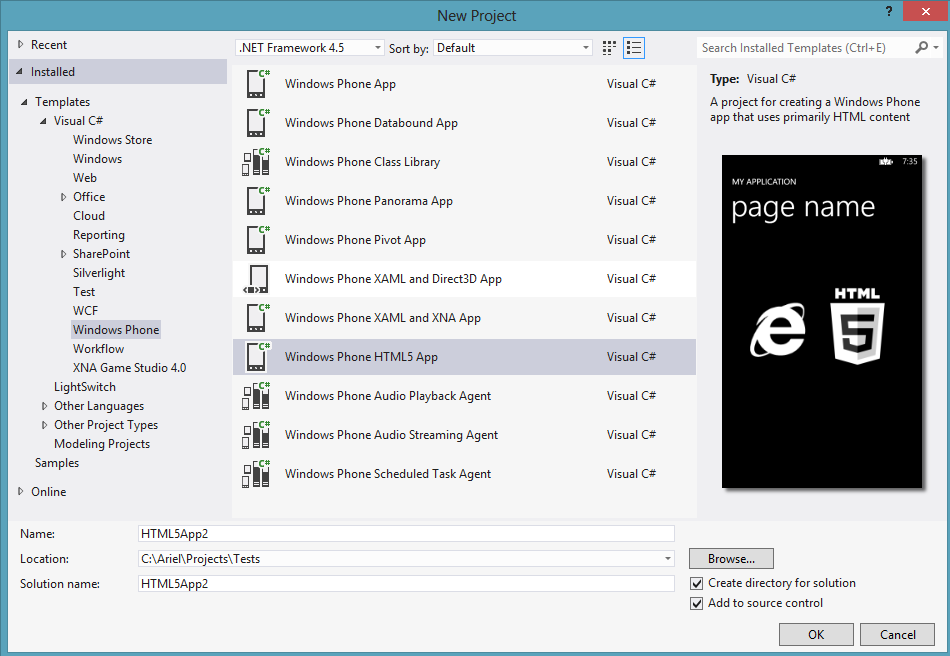 New Project
?
Recent
Installed
Templates
Visual C#
Windows Store
Windows
Web
Office
Cloud
Reporting
SharePoint
Silverlight
Test
WCF
Windows Phone
Workflow
XNA Game Studio 4.0
LightSwitch
Other Languages
Other Project Types
Modeling Projects
Samples
Online
.NET Framework 4.5 Sort by: Default
C# Windows Phone App Visual C#
C# Windows Phone Databound App Visual C#
C# Windows Phone Class Library Visual C#
C# Windows Phone Panorama App Visual C#
C# Windows Phone Pivot App Visual C#
Windows Phone XAML and Direct3D App Visual C#
C# Windows Phone XAML and XNA App Visual C#
C# Windows Phone HTML5 App Visual C#
C# Windows Phone Audio Playback Agent Visual C#
C# Windows Phone Audio Streaming Agent Visual C#
C# Windows Phone Scheduled Task Agent Visual C#
Search Installed Templates (Ctrl+E)
Type: Visual C#
A project for creating a Windows Phone
app that uses primarily HTML content
7:35
MY APPLICATION
page name
HTML
5
Name: HTML5App2
Location: C:\Ariel\Projects\Tests Browse...
Solution name: HTML5App2
Create directory for solution
Add to source control
OK Cancel